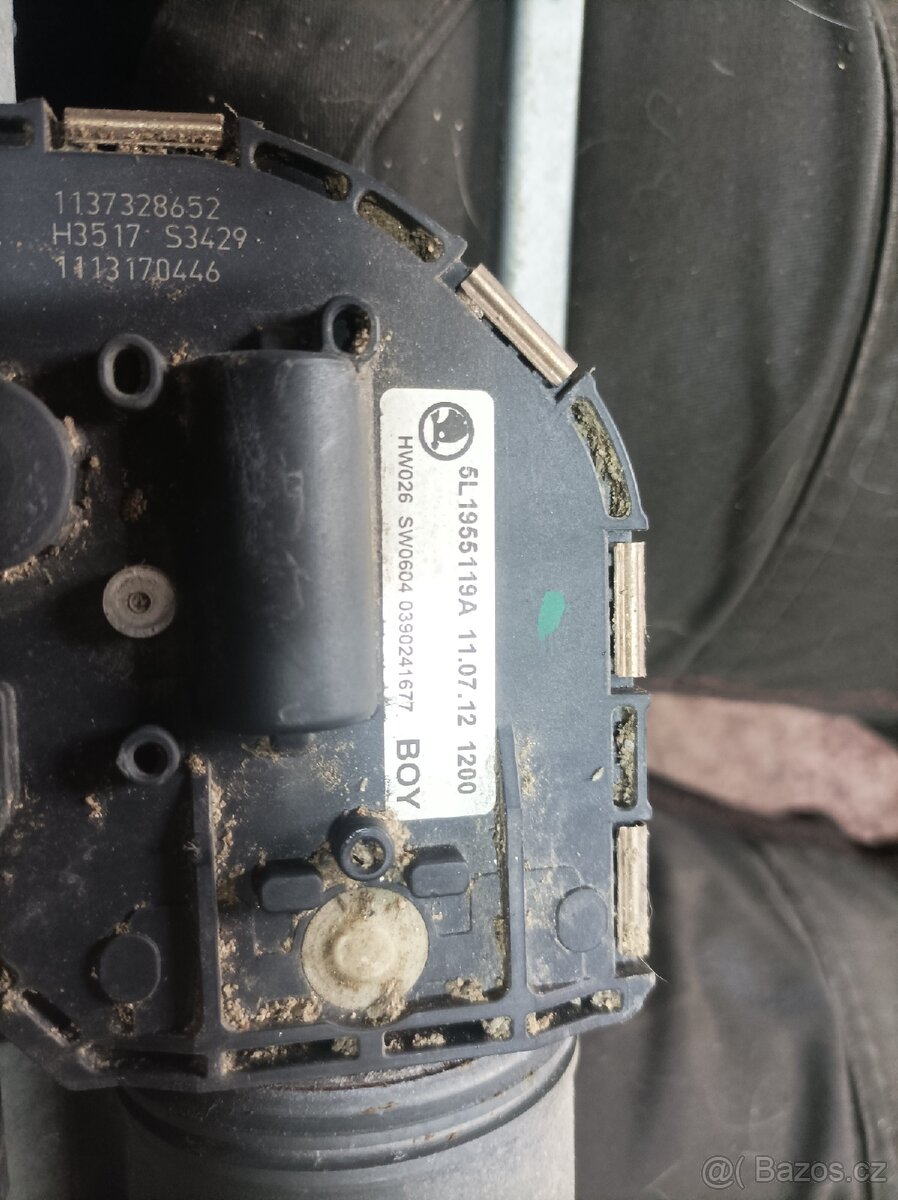 1137328652
H3517 S3429
1113170446
5L1955119A 11.07.12 1200
HW026 SW0604 0390241677. BOY
@( Bazos.cz